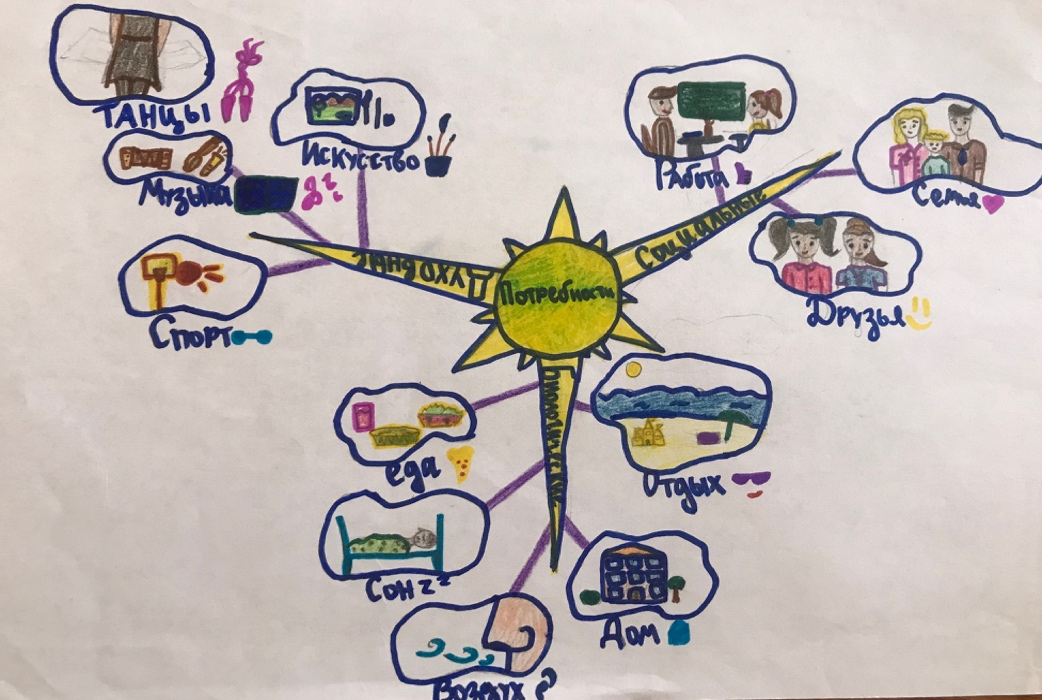 ТАНЦЫ
Искусство
Музыка
Спорт
Духовные
Потребности
Социальные
Работа
Семья
Друзья
Биологические
еда
Отдых
Сон z z
Дом
Воздух